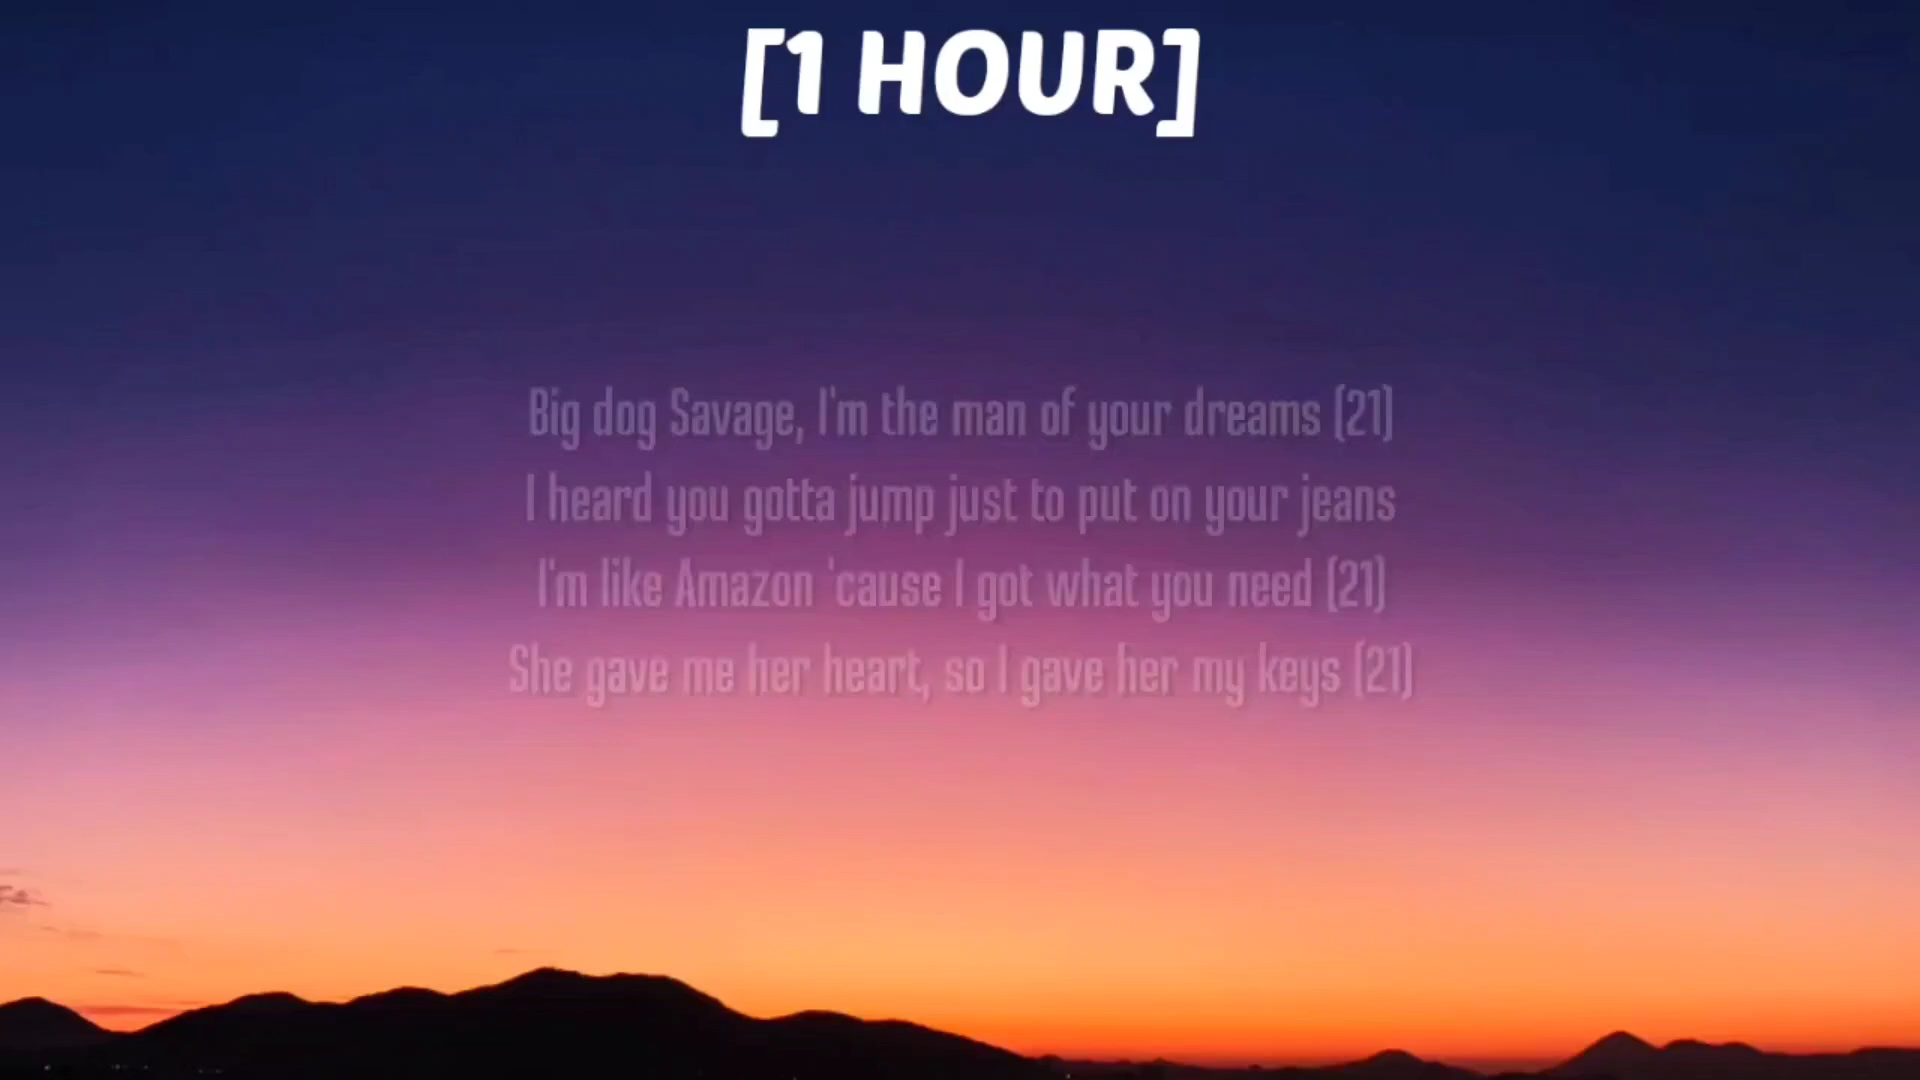 [1 HOUR]
Big dog Savage, I'm the man of your dreams (21)
I heard you gotta jump just to put on your jeans
I'm like Amazon 'cause I got what you need (21)
She gave me her heart, so I gave her my keys (21)